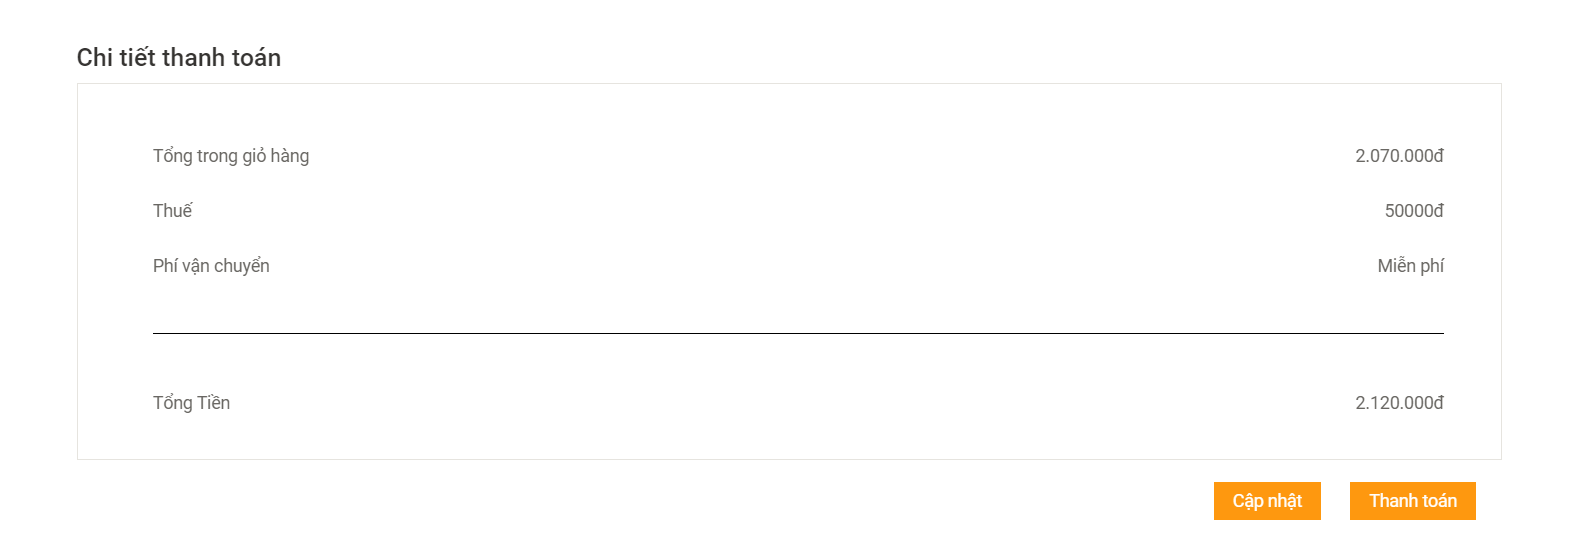 Chi tiết thanh toán
Tổng trong giỏ hàng 2.070.000đ
Thuế 50000đ
Phí vận chuyển Miễn phí
Tổng Tiền 2.120.000đ
Cập nhật Thanh toán